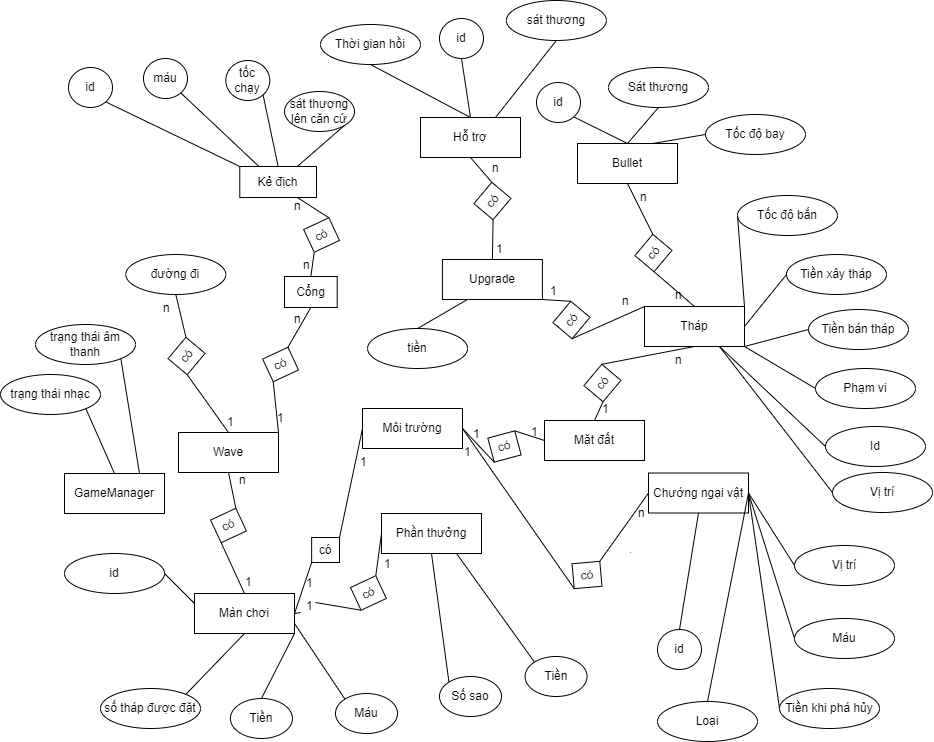 sát thương
Thời gian hồi
id
id
máu
tốc
chạy
sát thương
lên căn cứ
id
Sát thương
Tốc độ bay
Hỗ trợ
Bullet
n
Kẻ địch
n
có
n
có
Tốc độ bắn
có
n
1
có
đường đi
Cổng
Upgrade
1
n
n
Tiền xây tháp
n
n
có
Tháp
Tiền bán tháp
trạng thái âm
thanh
có
có
tiền
n
có
Phạm vi
trạng thái nhạc
1
1
1
Môi trường
1
1
Mặt đất
có
1
1
Id
Wave
n
GameManager
Chướng ngại vật
Vị trí
n
có
Phần thưởng
có
1
có
Vị trí
id
1
1
có
1
Màn chơi
Máu
id
số tháp được đặt
Tiền
Máu
Số sao
Tiền
Loại
Tiền khi phá hủy